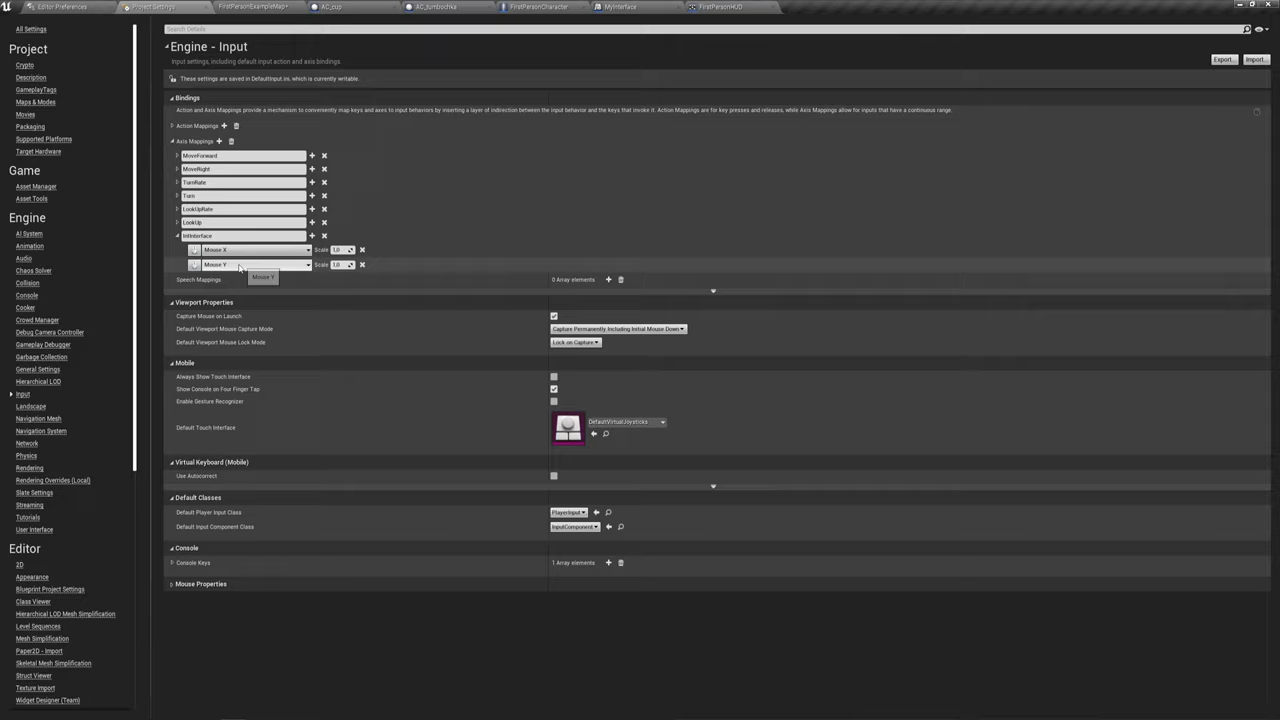 Editor Preferences
Project Settings
FirstPersonExampleMap*
AC_cup
AC_tumbochka
FirstPersonCharacter
MyInterface
FirstPersonHUD
All Settings
Project
Crypto
Description
GameplayTags
Maps & Modes
Movies
Packaging
Supported Platforms
Target Hardware
Game
Asset Manager
Asset Tools
Engine
AI System
Animation
Audio
Chaos Solver
Collision
Console
Cooker
Crowd Manager
Debug Camera Controller
Gameplay Debugger
Garbage Collection
General Settings
Hierarchical LOD
Input
Landscape
Navigation Mesh
Navigation System
Network
Physics
Rendering
Rendering Overrides (Local)
Slate Settings
Streaming
Tutorials
User Interface
Editor
2D
Appearance
Blueprint Project Settings
Class Viewer
Hierarchical LOD Mesh Simplification
Level Sequences
Mesh Simplification
Paper2D - Import
Skeletal Mesh Simplification
Struct Viewer
Texture Import
Widget Designer (Team)
Search Details
Engine - Input
Input settings, including default input action and axis bindings.
Export...
Import...
These settings are saved in DefaultInput.ini, which is currently writable.
Bindings
Action and Axis Mappings provide a mechanism to conveniently map keys and axes to input behaviors by inserting a layer of indirection between the input behavior and the keys that invoke it. Action Mappings are for key presses and releases, while Axis Mappings allow for inputs that have a continuous range.
Action Mappings
Axis Mappings
MoveForward
MoveRight
TurnRate
Turn
LookUpRate
LookUp
IntInterface
Mouse X Scale 1,0
Mouse Y Scale 1,0
Mouse Y
Speech Mappings 0 Array elements
Viewport Properties
Capture Mouse on Launch
Default Viewport Mouse Capture Mode Capture Permanently Including Initial Mouse Down
Default Viewport Mouse Lock Mode Lock on Capture
Mobile
Always Show Touch Interface
Show Console on Four Finger Tap
Enable Gesture Recognizer
Default Touch Interface DefaultVirtualJoysticks
Virtual Keyboard (Mobile)
Use Autocorrect
Default Classes
Default Player Input Class PlayerInput
Default Input Component Class InputComponent
Console
Console Keys 1 Array elements
Mouse Properties